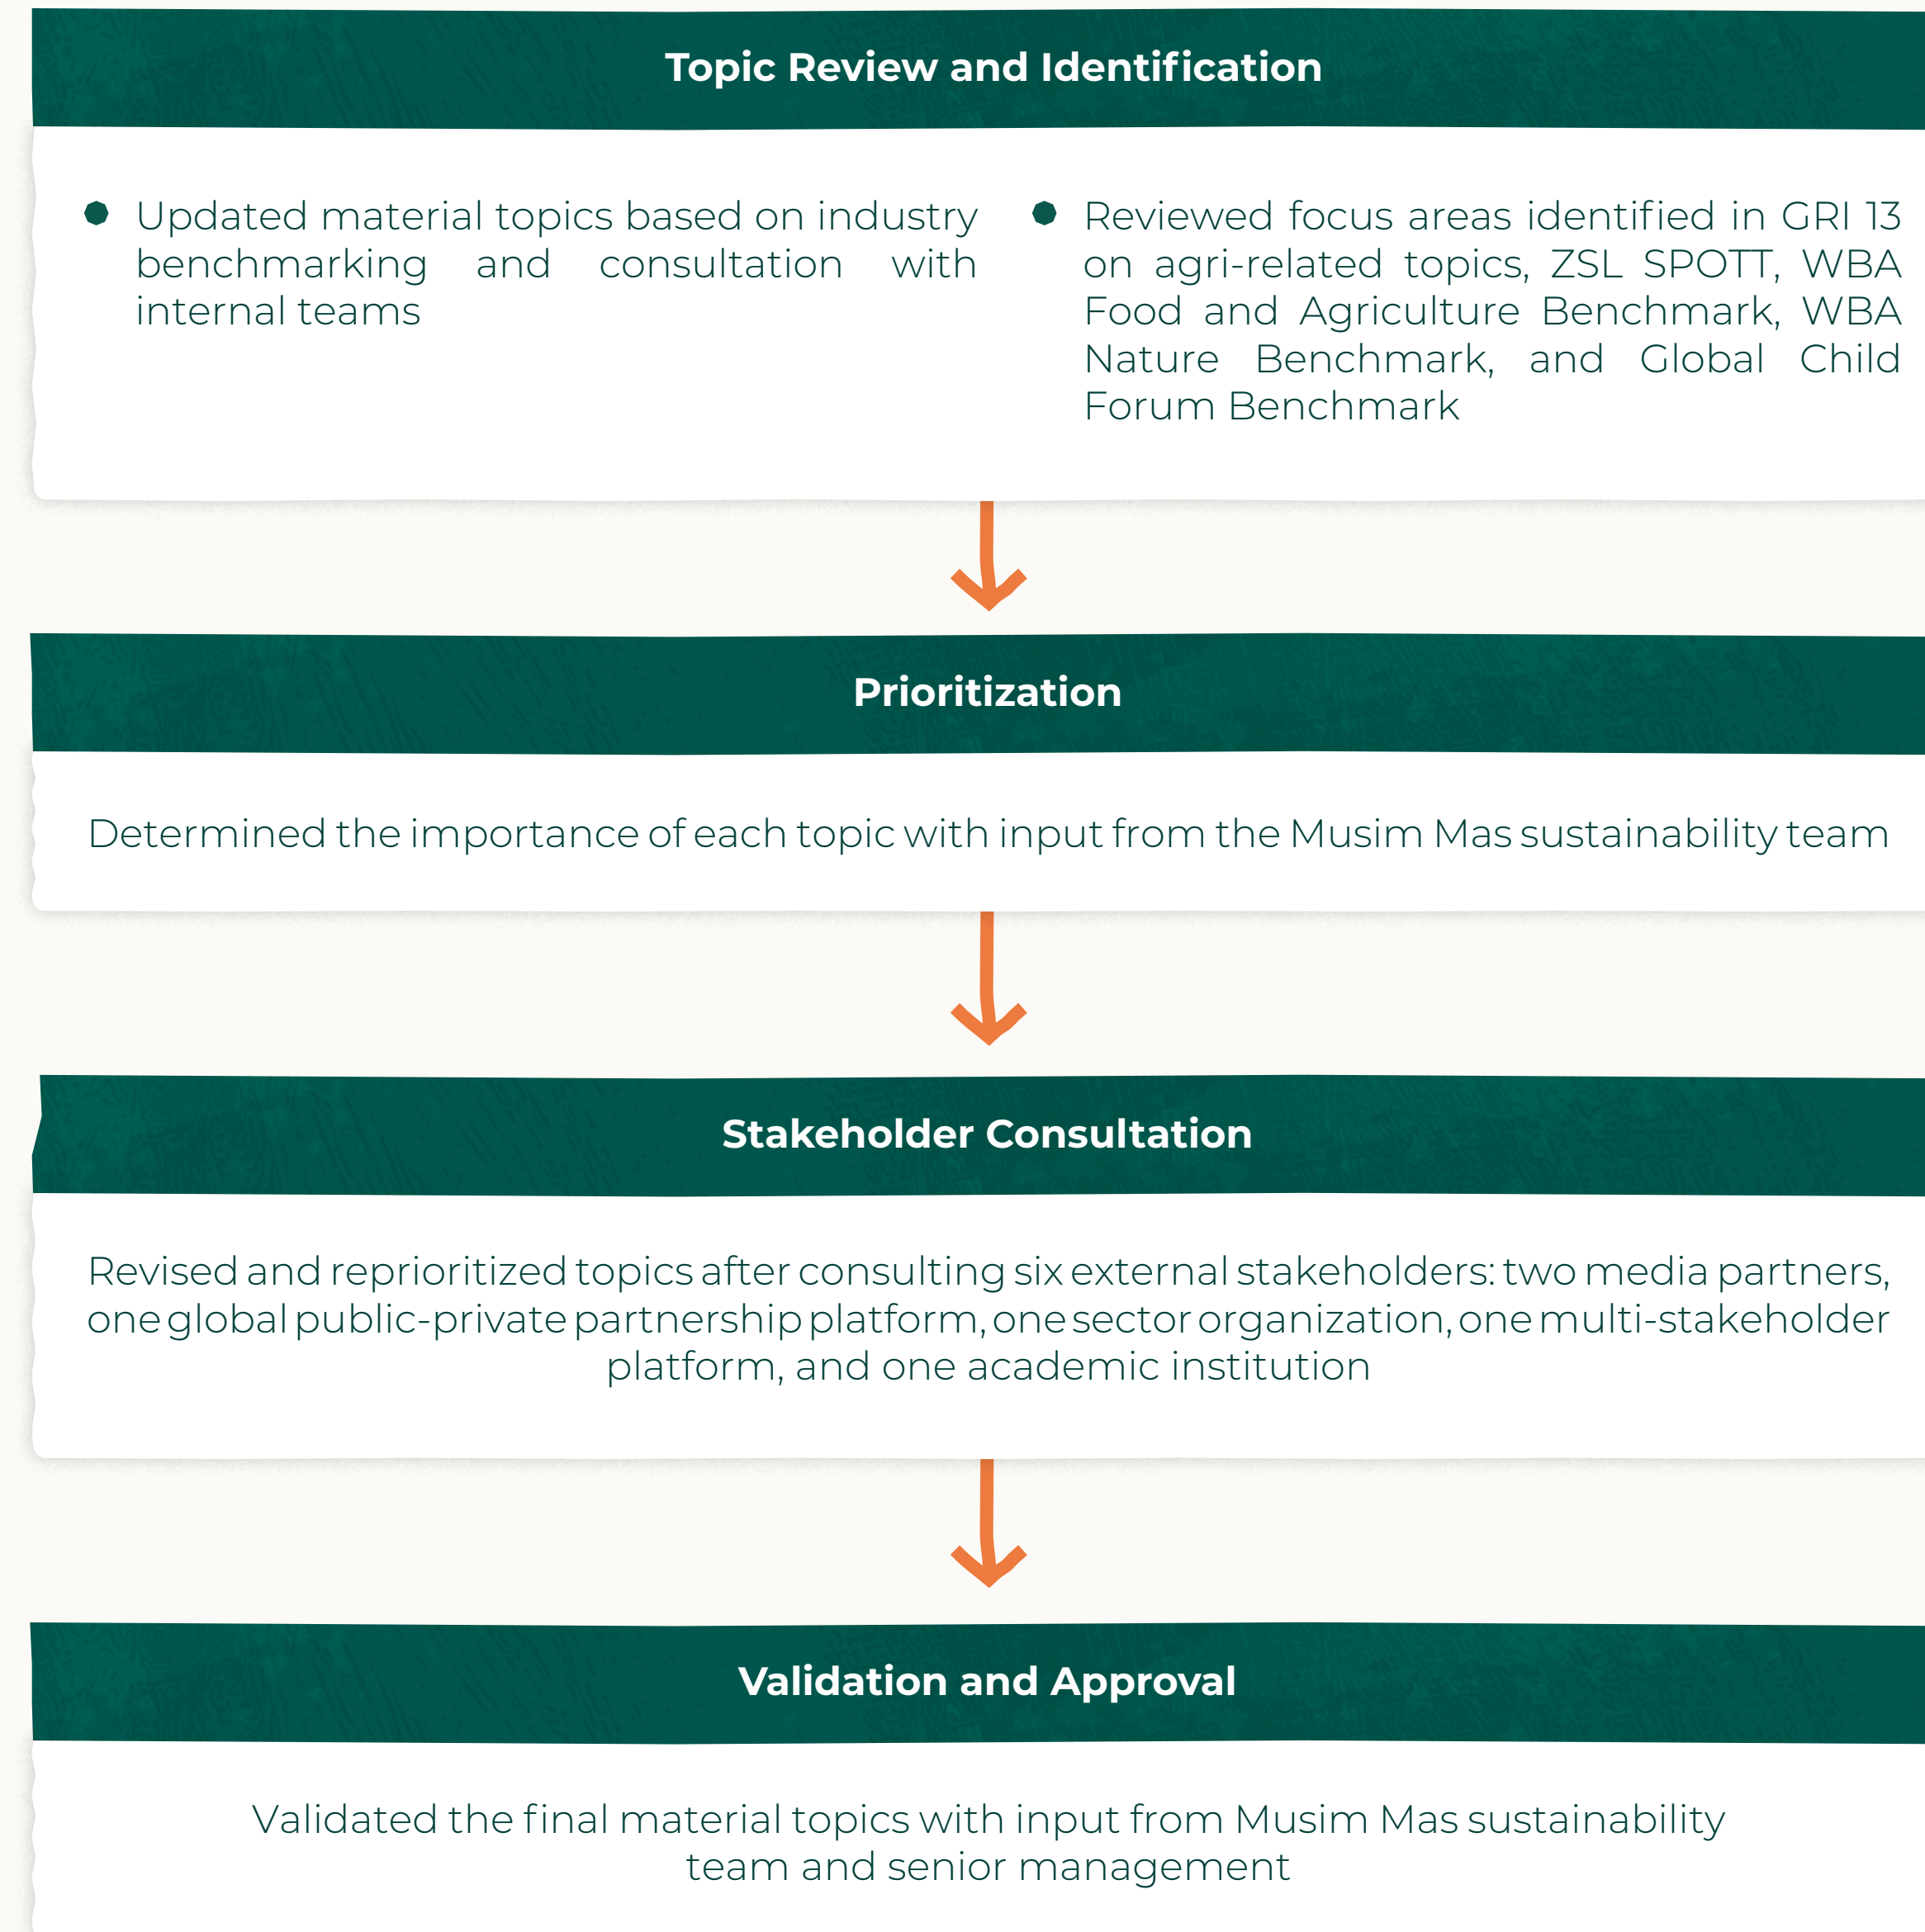 Topic Review and Identification
Updated material topics based on industry
benchmarking and consultation with
internal teams
Reviewed focus areas identified in GRI 13
on agri-related topics, ZSL SPOTT, WBA
Food and Agriculture Benchmark, WBA
Nature Benchmark, and Global Child
Forum Benchmark
Prioritization
Determined the importance of each topic with input from the Musim Mas sustainability team
Stakeholder Consultation
Revised and reprioritized topics after consulting six external stakeholders: two media partners,
one global public-private partnership platform, one sector organization, one multi-stakeholder
platform, and one academic institution
Validation and Approval
Validated the final material topics with input from Musim Mas sustainability
team and senior management